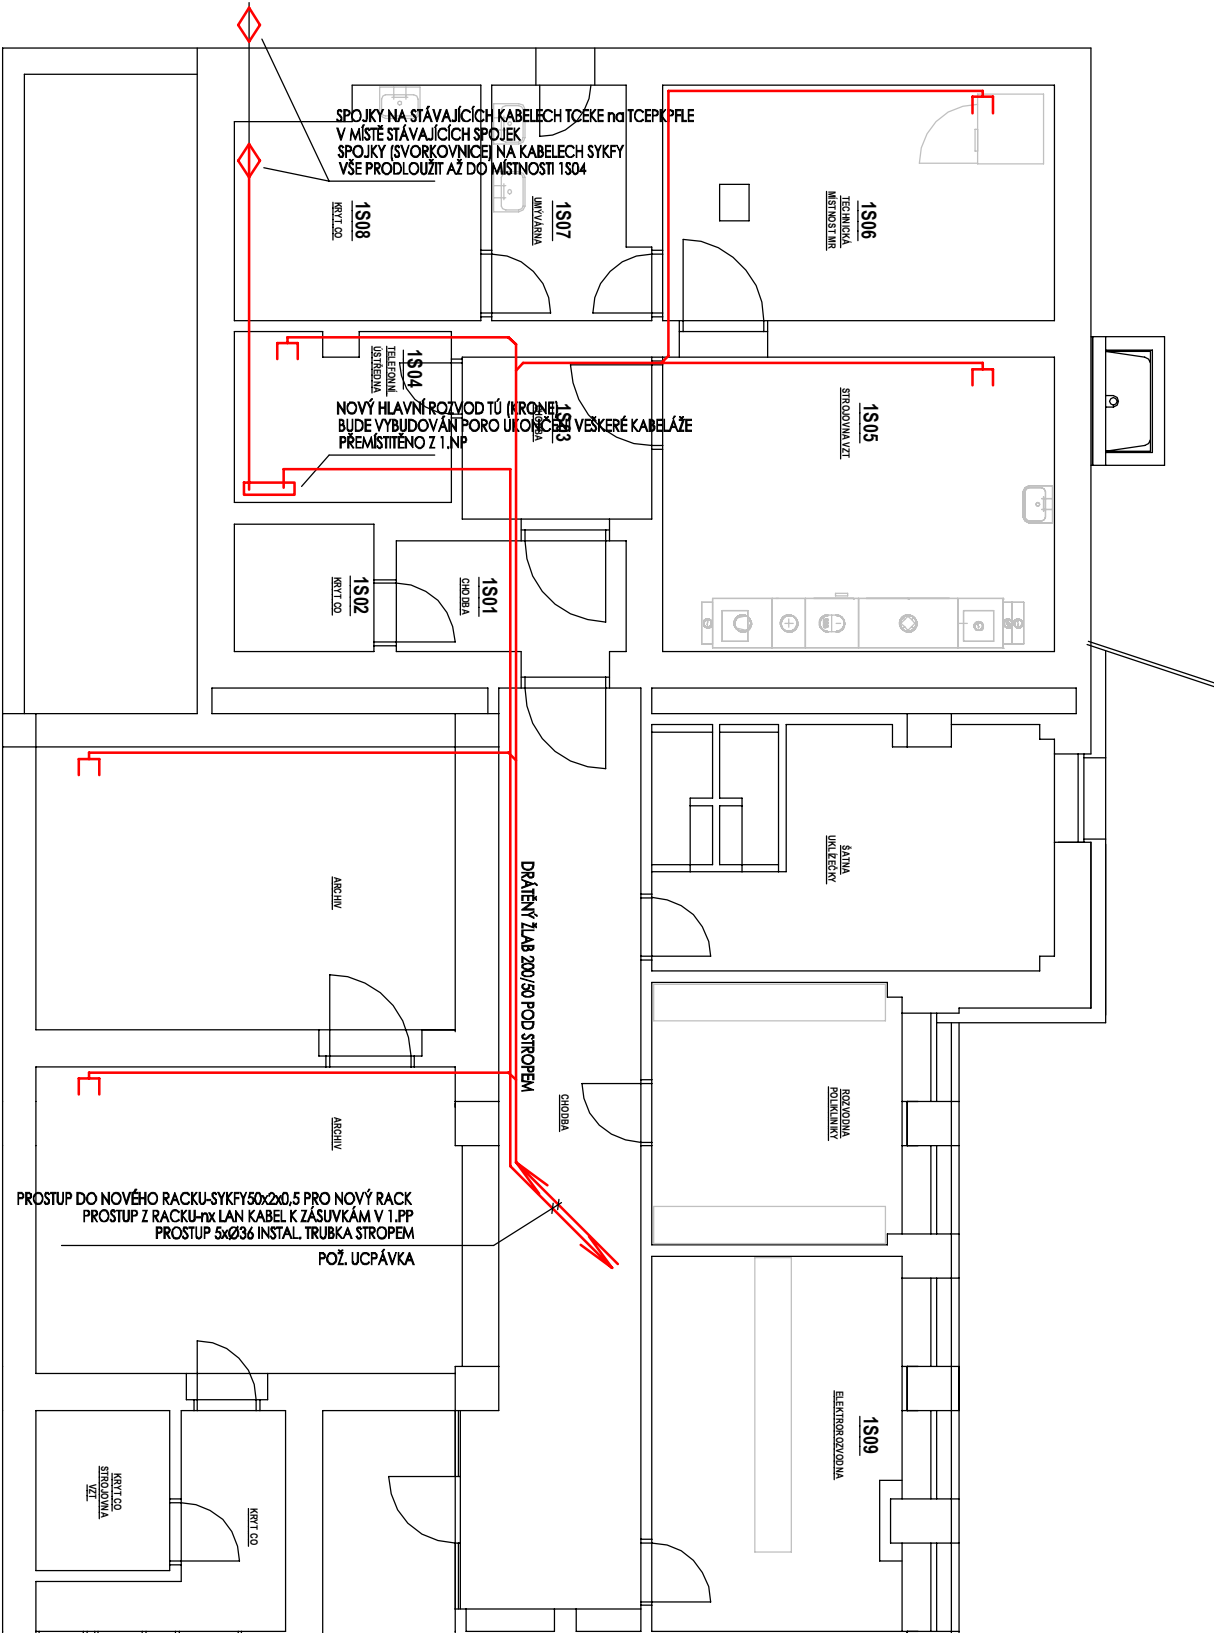 SPOJKY NA STÁVAJÍCÍCH KABELECH TCEKE na TCEPKPFLE
V MÍSTĚ STÁVAJÍCÍCH SPOJEK
SPOJKY (SVORKOVNICE) NA KABELECH SYKFY
VŠE PRODLOUŽIT AŽ DO MÍSTNOSTI 1S04
1S08
KRYT CO
1S07
UMÝVÁRNA
1S06
TECHNICKÁ
MÍSTNOST MR
1S04
TELEFONNÍ
ÚSTŘEDNA
NOVÝ HLAVNÍ ROZVOD TÚ (KRONE)
BUDE VYBUDOVÁN PORO UKONČENÍ VEŠKERÉ KABELÁŽE
PŘEMÍSTITĚNO Z 1.NP
1S03
CHODBA
1S05
STROJOVNA VZT
1S02
KRYT CO
1S01
CHODBA
ARCHIV
DRÁTĚNÝ ŽLAB 200/50 POD STROPEM
ŠATNA
UKLÍZEČKY
ARCHIV
CHODBA
ROZVODNA
POLIKLINIKY
PROSTUP DO NOVÉHO RACKU-SYKFY50x2x0,5 PRO NOVÝ RACK
PROSTUP Z RACKU-nx LAN KABEL K ZÁSUVKÁM V 1.PP
PROSTUP 5xØ36 INSTAL. TRUBKA STROPEM
POŽ. UCPÁVKA
1S09
ELEKTROROZVODNA
KRYT CO
STROJOVNA
VZT
KRYT CO